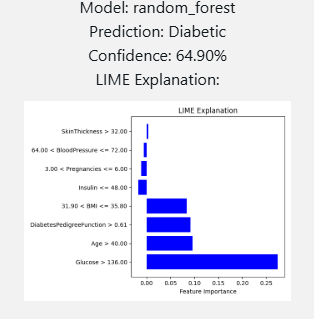 Model: random_forest
Prediction: Diabetic
Confidence: 64.90%
LIME Explanation:
LIME Explanation
SkinThickness > 32.00
64.00 < BloodPressure <= 72.00
3.00 < Pregnancies <= 6.00
Insulin <= 48.00
31.90 < BMI <= 35.80
DiabetesPedigreeFunction > 0.61
Age > 40.00
Glucose > 136.00
0.00 0.05 0.10 0.15 0.20 0.25
Feature Importance